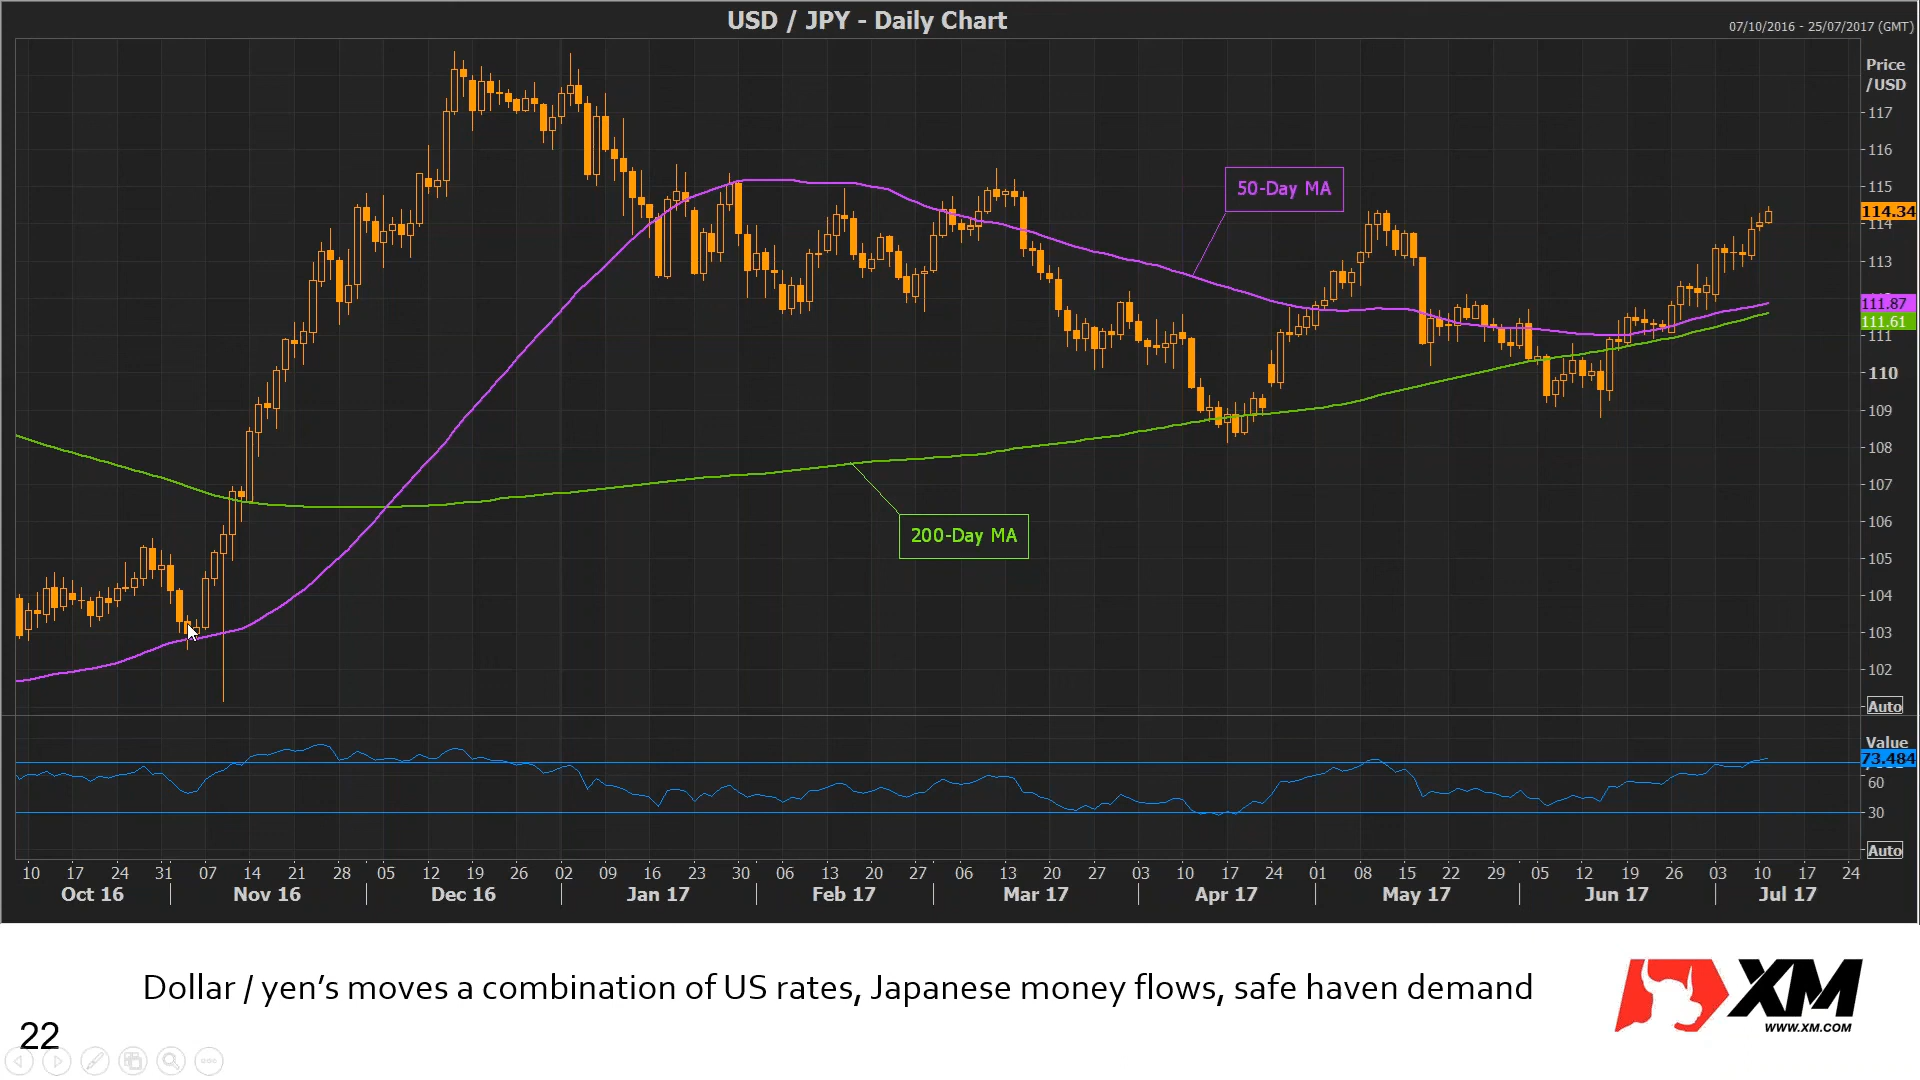 USD / JPY - Daily Chart
07/10/2016 - 25/07/2017 (GMT)
Price
/USD
117
116
115
50-Day MA
114.34
114
113
111.87
111.61
111
110
109
108
107
200-Day MA
106
105
104
103
102
Auto
Value
73.484
60
30
Auto
10 17 24 31 07 14 21 28 05 12 19 26 02 09 16 23 30 06 13 20 27 06 13 20 27 03 10 17 24 01 08 15 22 29 05 12 19 26 03 10 17 24
Oct 16 Nov 16 Dec 16 Jan 17 Feb 17 Mar 17 Apr 17 May 17 Jun 17 Jul 17
Dollar / yen’s moves a combination of US rates, Japanese money flows, safe haven demand
XM
WWW.XM.COM
22